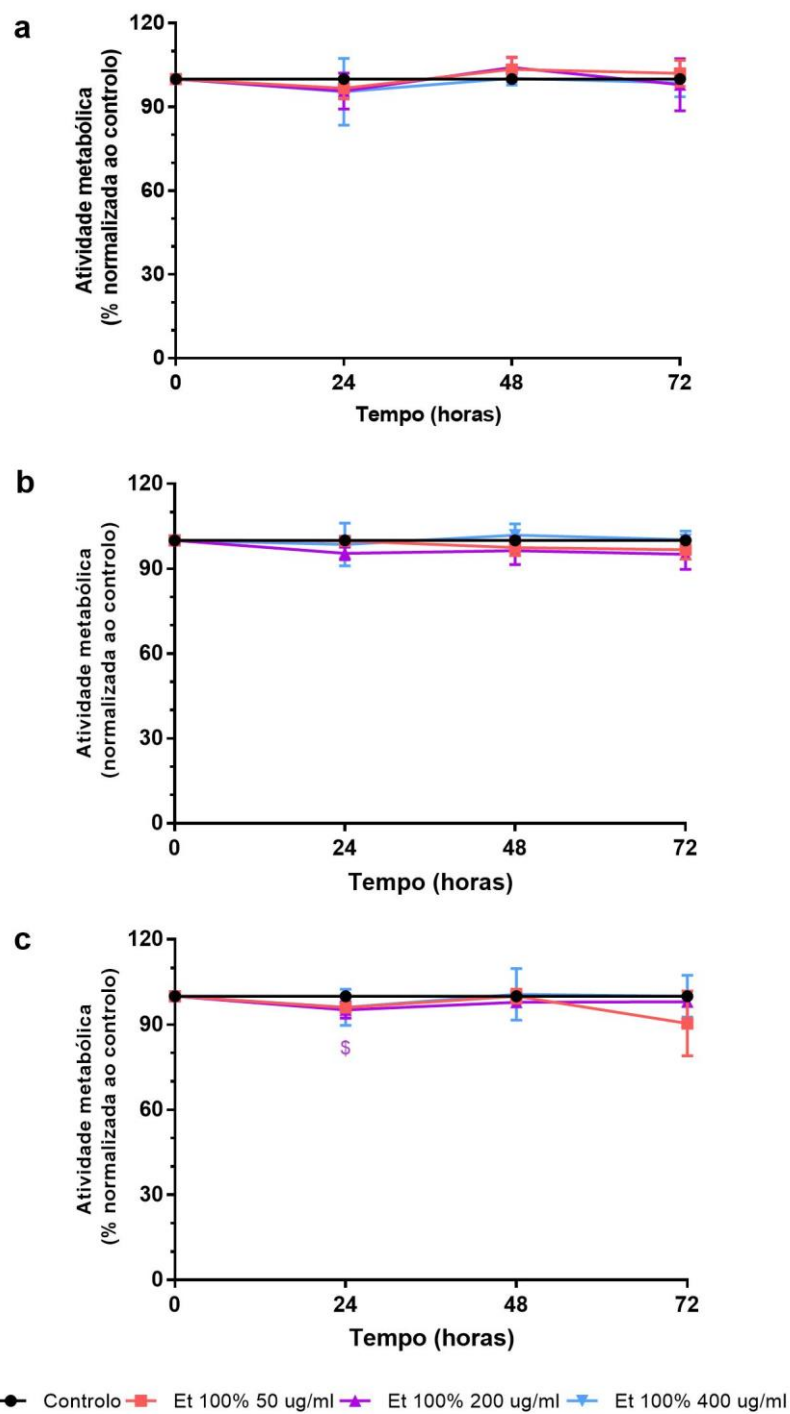 a
Atividade metabólica
(% normalizada ao controlo)
120
90
60
30
0
0 24 48 72
Tempo (horas)
b
Atividade metabólica
(normalizada ao controlo)
120
90
60
30
0
0 24 48 72
Tempo (horas)
c
Atividade metabólica
(% normalizada ao controlo)
120
90
60
30
0
$
0 24 48 72
Tempo (horas)
Controlo Et 100% 50 ug/ml Et 100% 200 ug/ml Et 100% 400 ug/ml